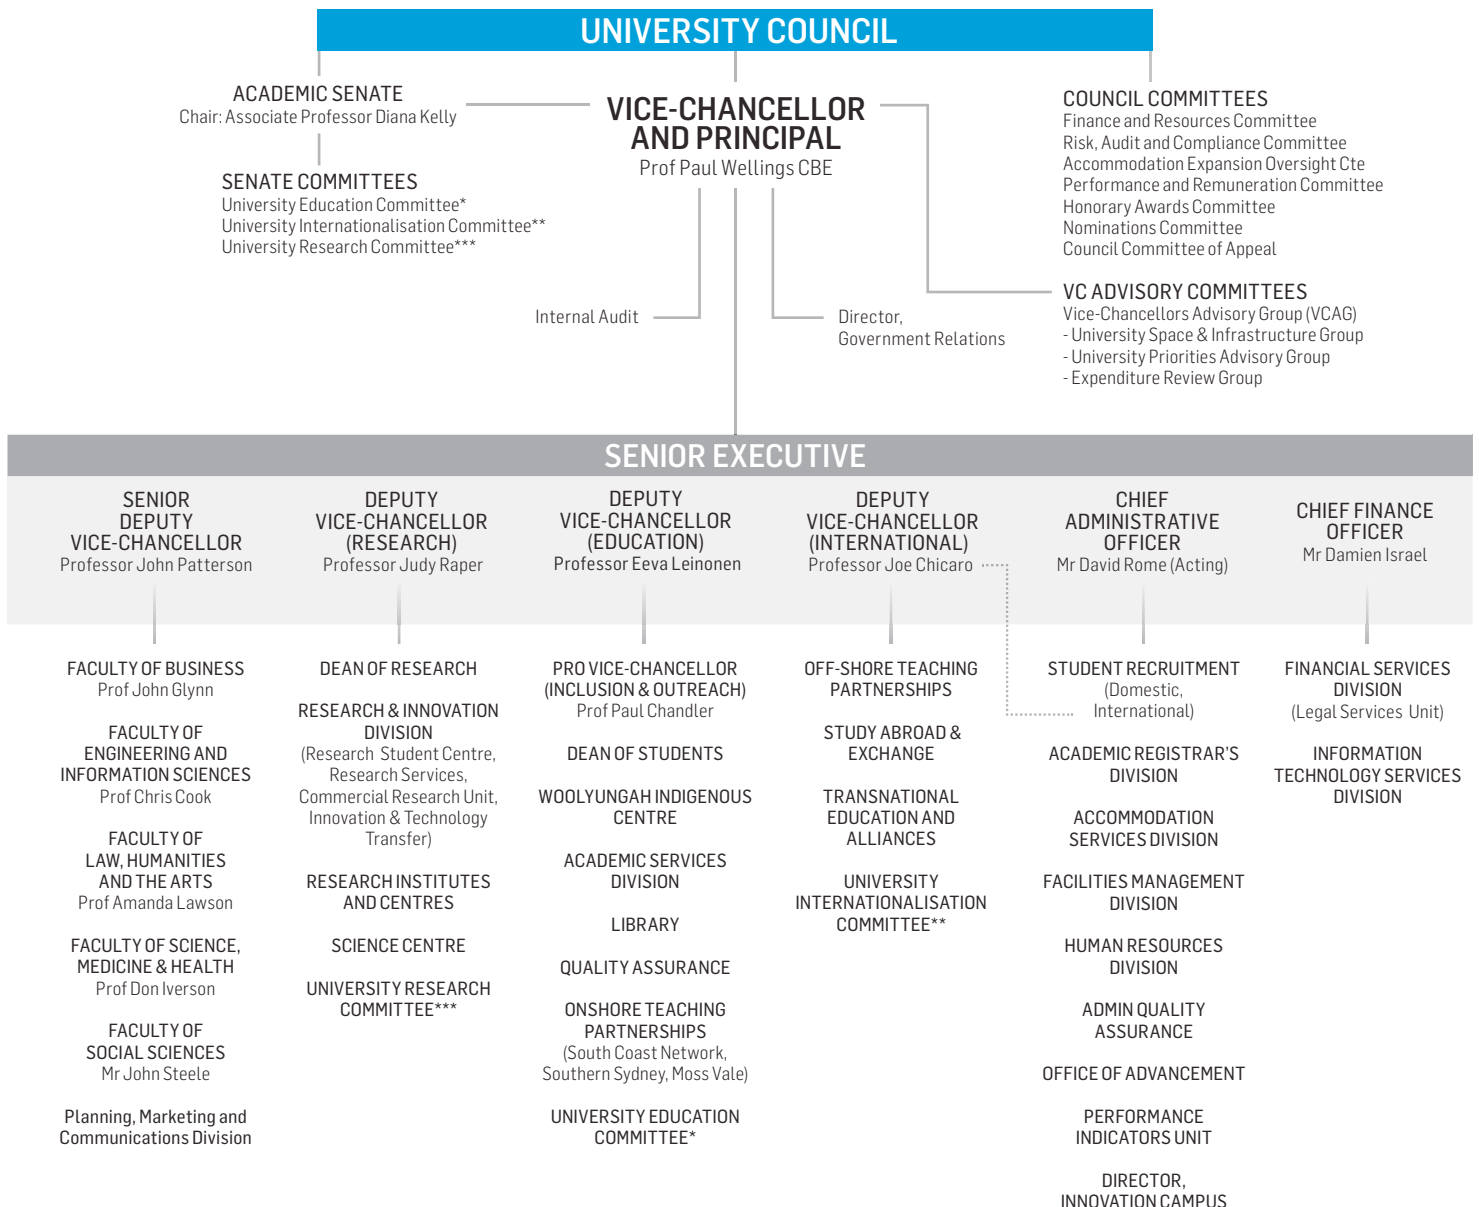 UNIVERSITY COUNCIL
ACADEMIC SENATE
Chair: Associate Professor Diana Kelly
SENATE COMMITTEES
University Education Committee*
University Internationalisation Committee**
University Research Committee***
VICE-CHANCELLOR
AND PRINCIPAL
Prof Paul Wellings CBE
Internal Audit
Director,
Government Relations
COUNCIL COMMITTEES
Finance and Resources Committee
Risk, Audit and Compliance Committee
Accommodation Expansion Oversight Cte
Performance and Remuneration Committee
Honorary Awards Committee
Nominations Committee
Council Committee of Appeal
VC ADVISORY COMMITTEES
Vice-Chancellors Advisory Group (VCAG)
- University Space & Infrastructure Group
- University Priorities Advisory Group
- Expenditure Review Group
SENIOR EXECUTIVE
SENIOR
DEPUTY
VICE-CHANCELLOR
Professor John Patterson
FACULTY OF BUSINESS
Prof John Glynn
FACULTY OF
ENGINEERING AND
INFORMATION SCIENCES
Prof Chris Cook
FACULTY OF
LAW, HUMANITIES
AND THE ARTS
Prof Amanda Lawson
FACULTY OF SCIENCE,
MEDICINE & HEALTH
Prof Don Iverson
FACULTY OF
SOCIAL SCIENCES
Mr John Steele
Planning, Marketing and
Communications Division
DEPUTY
VICE-CHANCELLOR
(RESEARCH)
Professor Judy Raper
DEAN OF RESEARCH
RESEARCH & INNOVATION
DIVISION
(Research Student Centre,
Research Services,
Commercial Research Unit,
Innovation & Technology
Transfer)
RESEARCH INSTITUTES
AND CENTRES
SCIENCE CENTRE
UNIVERSITY RESEARCH
COMMITTEE***
DEPUTY
VICE-CHANCELLOR
(EDUCATION)
Professor Eeva Leinonen
PRO VICE-CHANCELLOR
(INCLUSION & OUTREACH)
Prof Paul Chandler
DEAN OF STUDENTS
WOOLYUNGAH INDIGENOUS
CENTRE
ACADEMIC SERVICES
DIVISION
LIBRARY
QUALITY ASSURANCE
ONSHORE TEACHING
PARTNERSHIPS
(South Coast Network,
Southern Sydney, Moss Vale)
UNIVERSITY EDUCATION
COMMITTEE*
DEPUTY
VICE-CHANCELLOR
(INTERNATIONAL)
Professor Joe Chicaro
OFF-SHORE TEACHING
PARTNERSHIPS
STUDY ABROAD &
EXCHANGE
TRANSNATIONAL
EDUCATION AND
ALLIANCES
UNIVERSITY
INTERNATIONALISATION
COMMITTEE**
CHIEF
ADMINISTRATIVE
OFFICER
Mr David Rome (Acting)
STUDENT RECRUITMENT
(Domestic,
International)
ACADEMIC REGISTRAR'S
DIVISION
ACCOMMODATION
SERVICES DIVISION
FACILITIES MANAGEMENT
DIVISION
HUMAN RESOURCES
DIVISION
ADMIN QUALITY
ASSURANCE
OFFICE OF ADVANCEMENT
PERFORMANCE
INDICATORS UNIT
DIRECTOR,
INNOVATION CAMPUS
CHIEF FINANCE
OFFICER
Mr Damien Israel
FINANCIAL SERVICES
DIVISION
(Legal Services Unit)
INFORMATION
TECHNOLOGY SERVICES
DIVISION